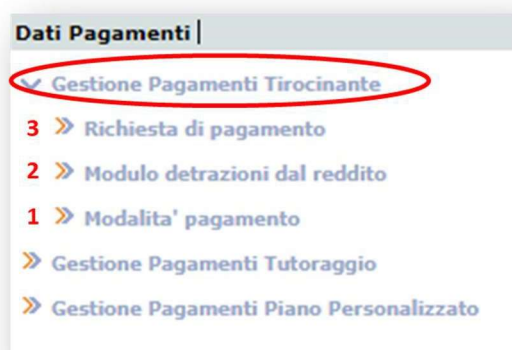 Dati Pagamenti
Gestione Pagamenti Tirocinante
3 Richiesta di pagamento
2 Modulo detrazioni dal reddito
1 Modalita' pagamento
Gestione Pagamenti Tutoraggio
Gestione Pagamenti Piano Personalizzato